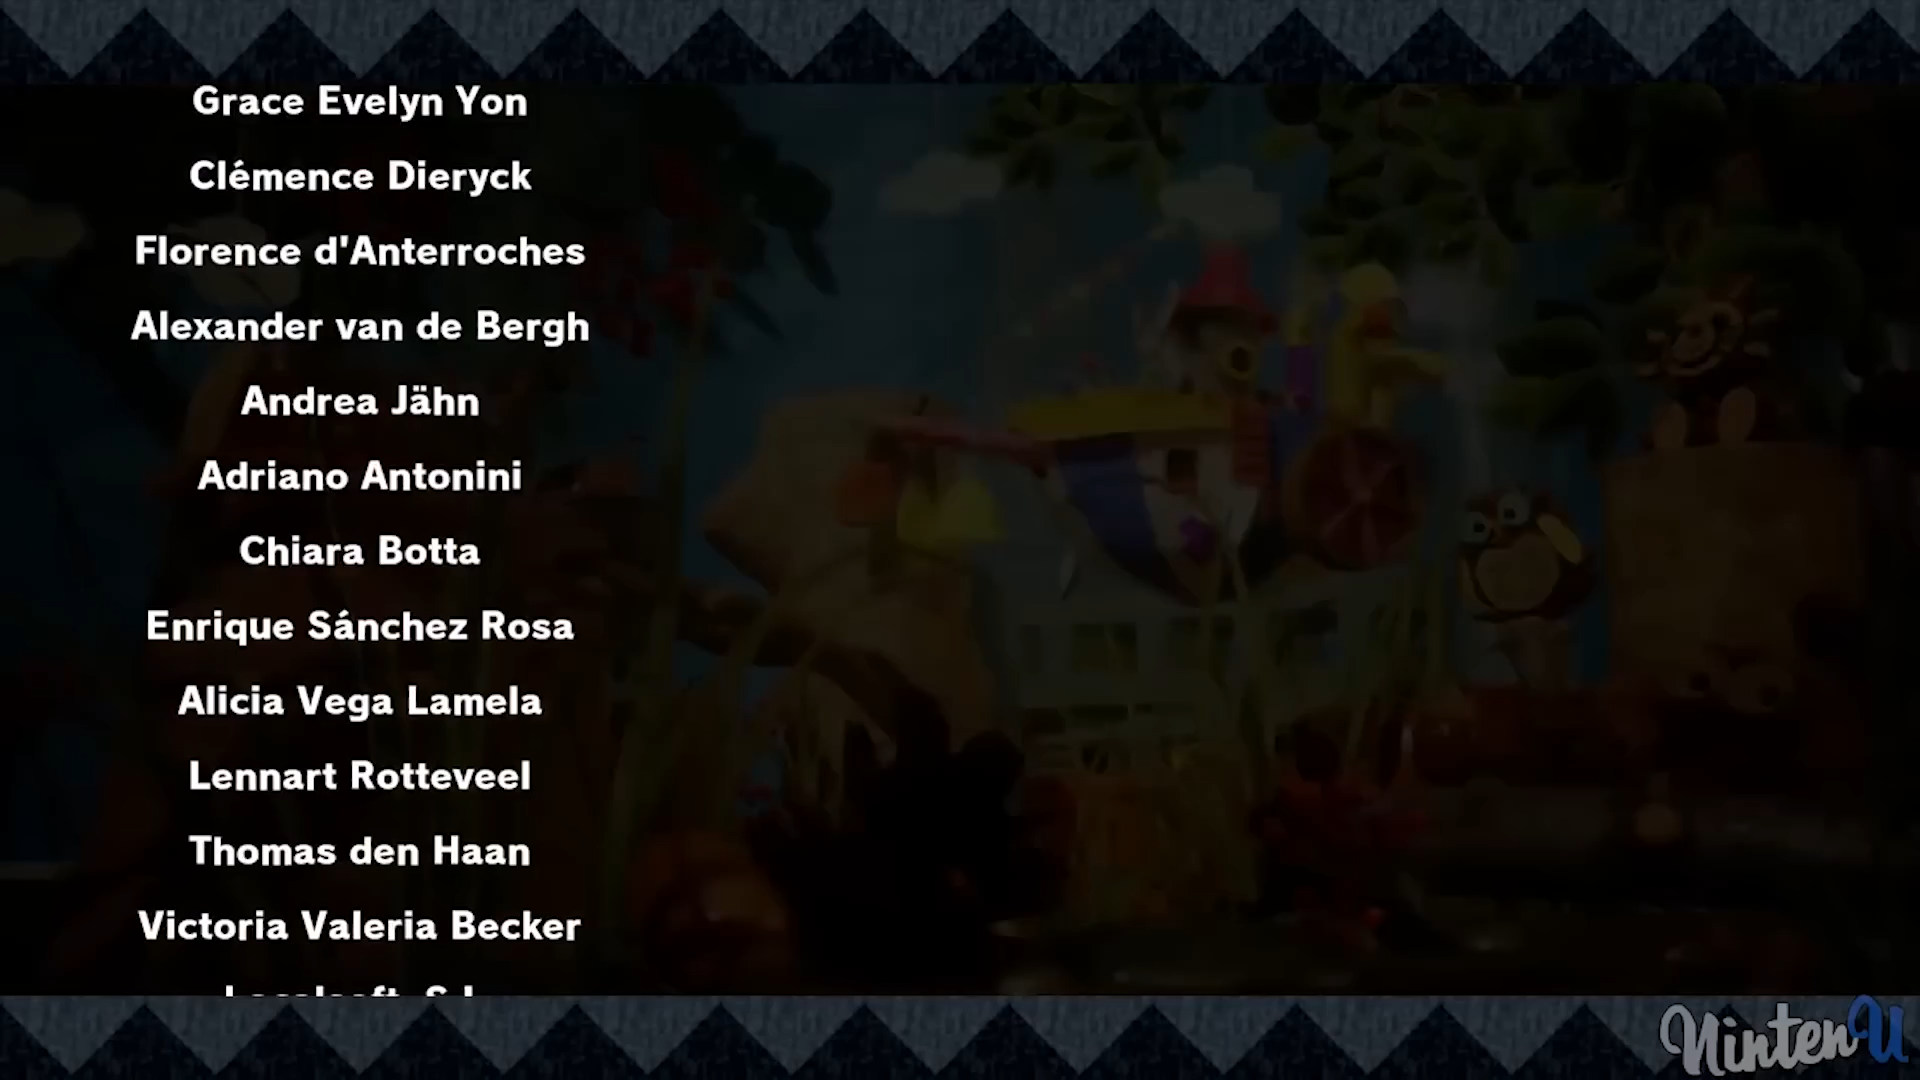 Grace Evelyn Yon
Clémence Dieryck
Florence d'Anterroches
Alexander van de Bergh
Andrea Jähn
Adriano Antonini
Chiara Botta
Enrique Sánchez Rosa
Alicia Vega Lamela
Lennart Rotteveel
Thomas den Haan
Victoria Valeria Becker
NintenU